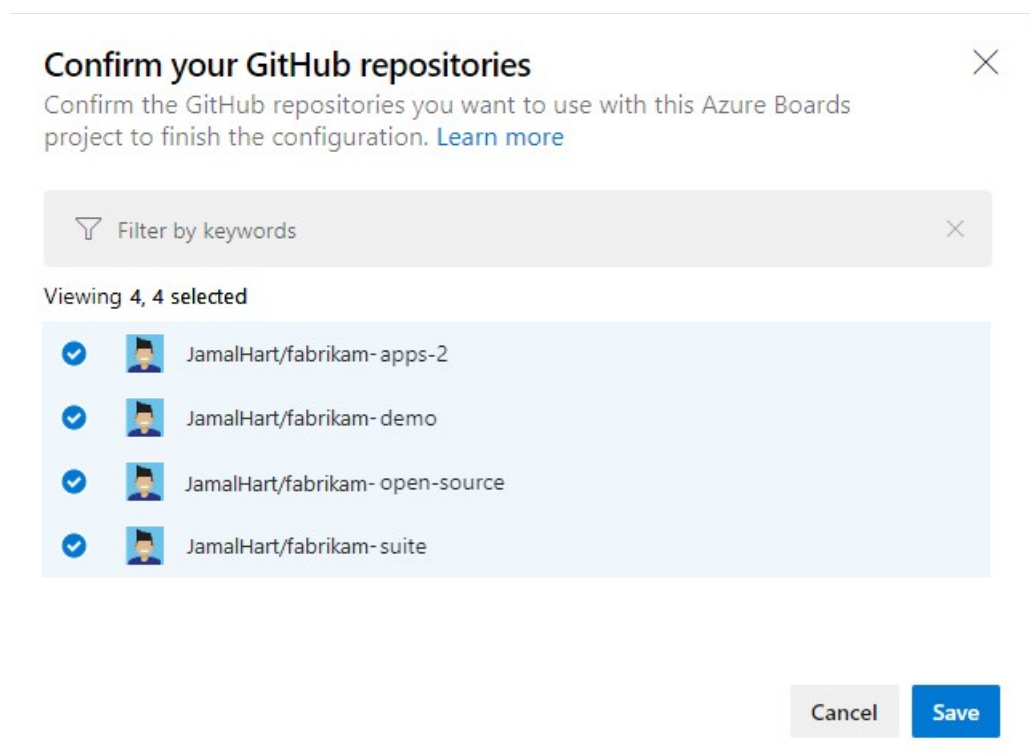 Confirm your GitHub repositories
Confirm the GitHub repositories you want to use with this Azure Boards
project to finish the configuration. Learn more
Filter by keywords
Viewing 4, 4 selected
JamalHart/fabrikam-apps-2
JamalHart/fabrikam-demo
JamalHart/fabrikam-open-source
JamalHart/fabrikam-suite
Cancel Save